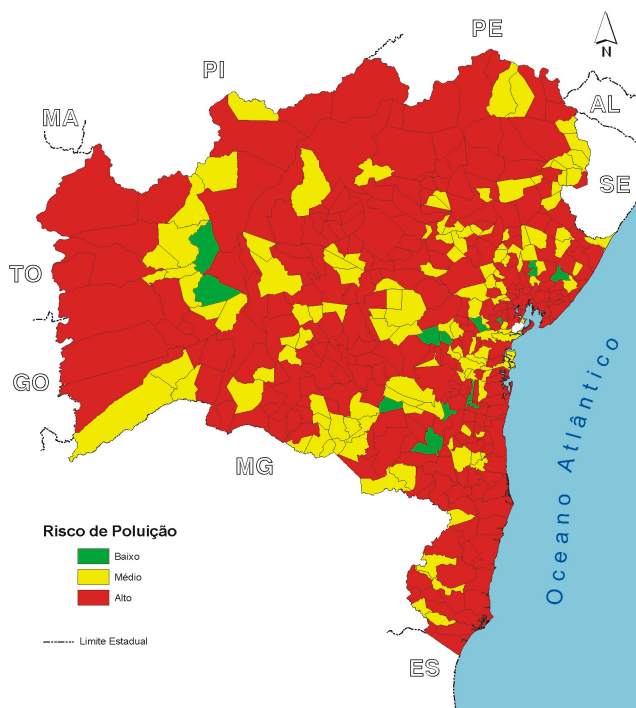 PE
N
PI
AL
MA
SE
TO
GO
MG
Oceano Atlântico
Risco de Poluição
Baixo
Médio
Alto
Limite Estadual
ES